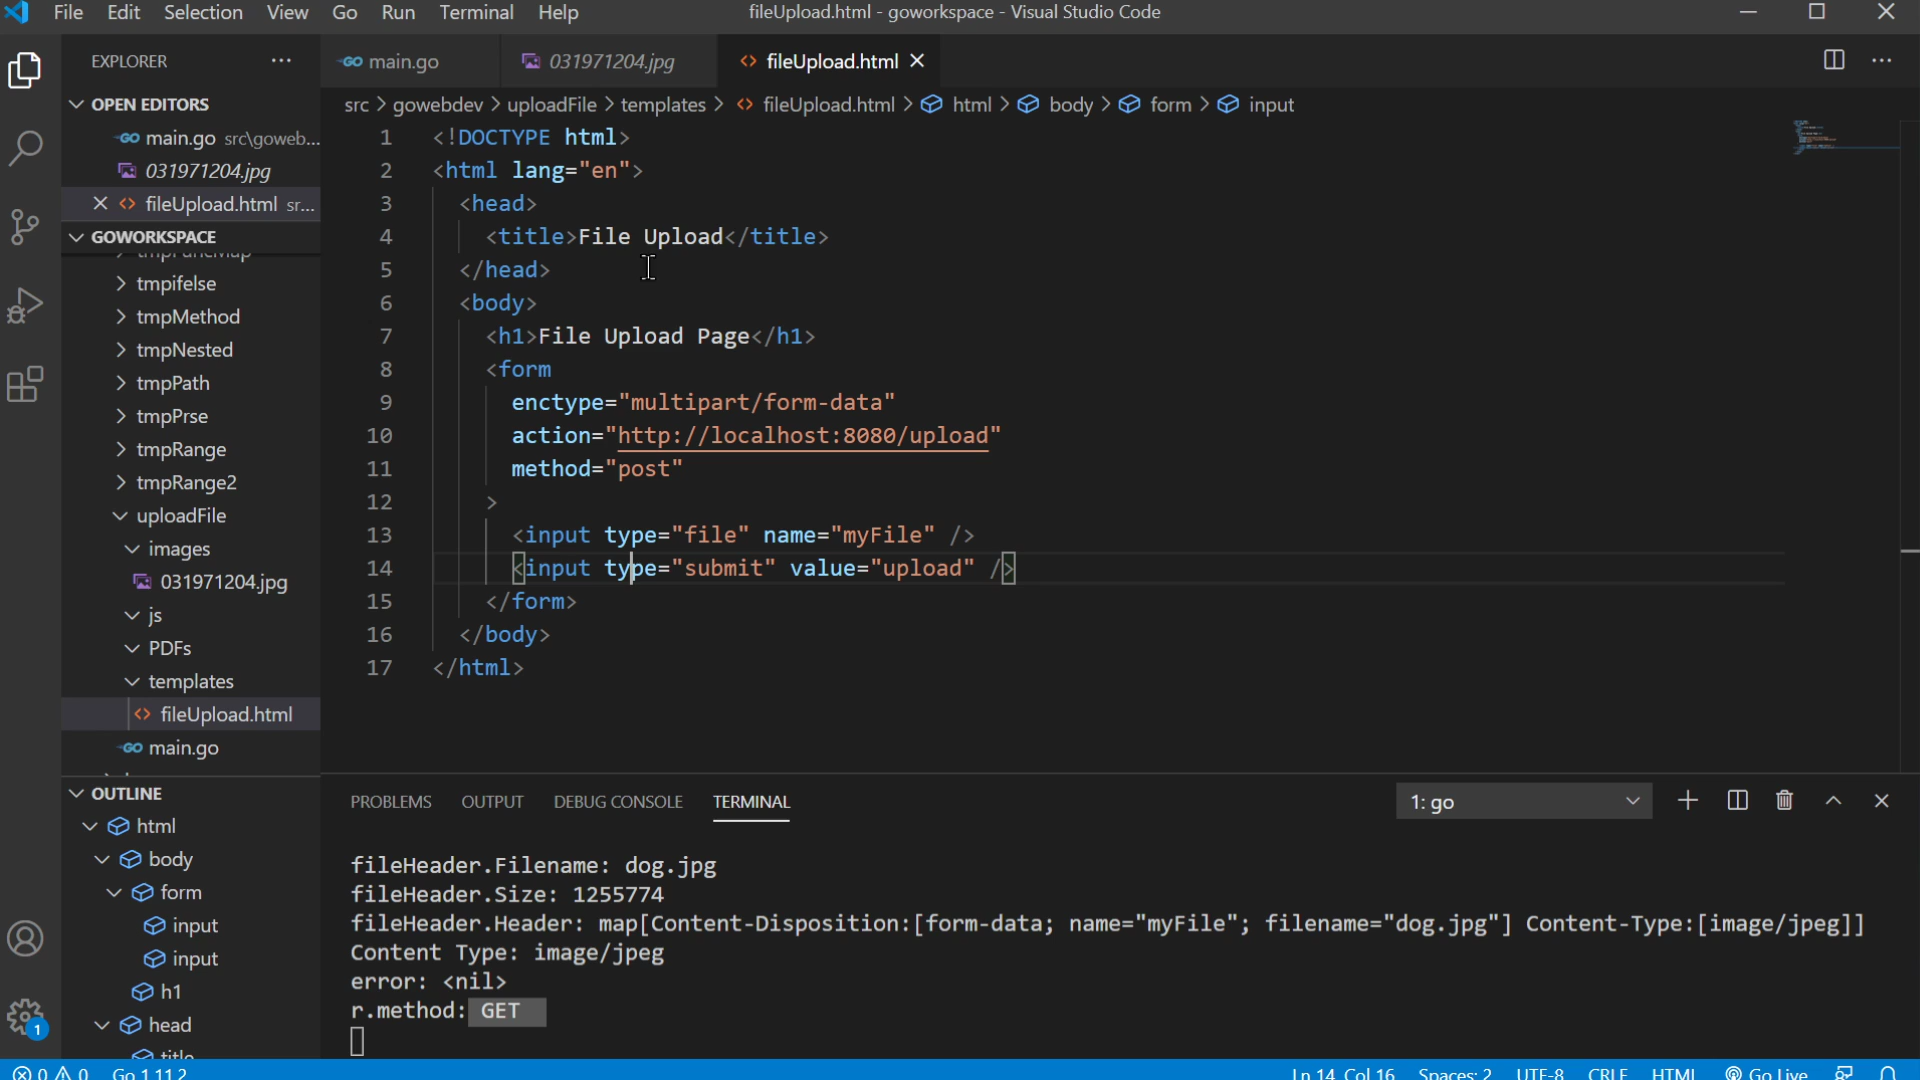 File Edit Selection View Go Run Terminal Help fileUpload.html - goworkspace - Visual Studio Code
EXPLORER
OPEN EDITORS
main.go src\goweb...
031971204.jpg
fileUpload.html sr...
GOWORKSPACE
tmpifelse
tmpMethod
tmpNested
tmpPath
tmpPrse
tmpRange
tmpRange2
uploadFile
images
031971204.jpg
js
PDFs
templates
fileUpload.html
main.go
OUTLINE
html
body
form
input
input
h1
head
title
main.go 031971204.jpg fileUpload.html
src > gowebdev > uploadFile > templates > fileUpload.html > html > body > form > input
1 <!DOCTYPE html>
2 <html lang="en">
3 <head>
4 <title>File Upload</title>
5 </head>
6 <body>
7 <h1>File Upload Page</h1>
8 <form
9 enctype="multipart/form-data"
10 action="http://localhost:8080/upload"
11 method="post"
12 >
13 <input type="file" name="myFile" />
14 <input type="submit" value="upload" />
15 </form>
16 </body>
17 </html>
PROBLEMS OUTPUT DEBUG CONSOLE TERMINAL 1: go
fileHeader.Filename: dog.jpg
fileHeader.Size: 1255774
fileHeader.Header: map[Content-Disposition:[form-data; name="myFile"; filename="dog.jpg"] Content-Type:[image/jpeg]]
Content Type: image/jpeg
error: <nil>
r.method: GET
1
0 0 Go 1.11.2 Ln 14, Col 16 Spaces: 2 UTF-8 CRLF HTML Go Live